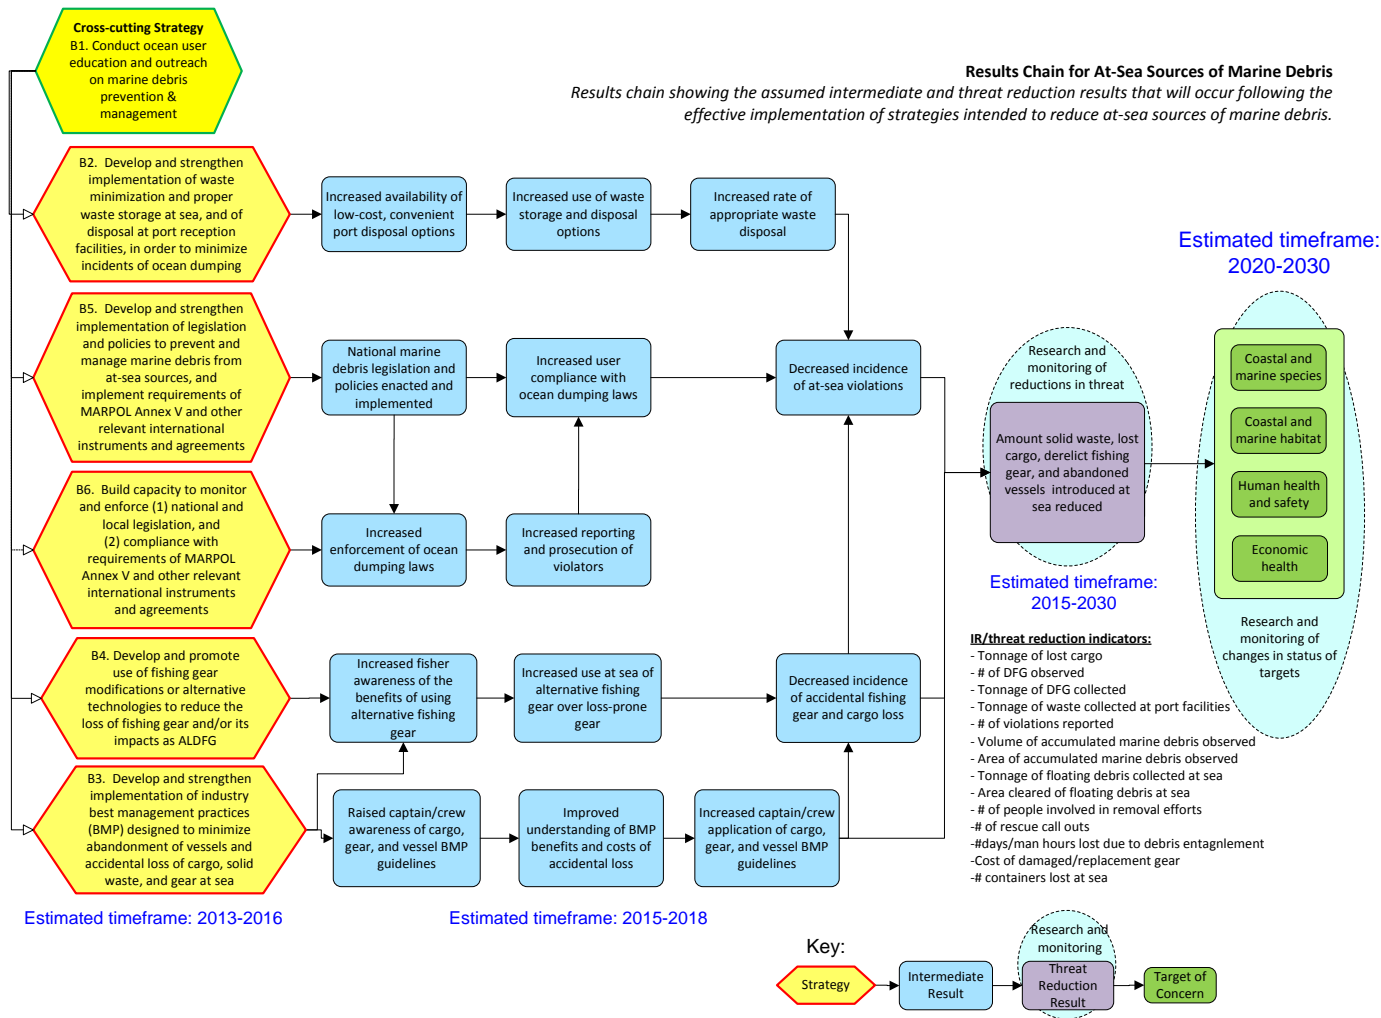 Cross-cutting Strategy
B1. Conduct ocean user
education and outreach
on marine debris
prevention &
management
Results Chain for At-Sea Sources of Marine Debris
Results chain showing the assumed intermediate and threat reduction results that will occur following the
effective implementation of strategies intended to reduce at-sea sources of marine debris.
B2.  Develop and strengthen
implementation of waste
minimization and proper
waste storage at sea, and of
disposal at port reception
facilities, in order to minimize
incidents of ocean dumping
Increased availability of
low-cost, convenient
port disposal options
Increased use of waste
storage and disposal
options
Increased rate of
appropriate waste
disposal
B5.  Develop and strengthen
implementation of legislation
and policies to prevent and
manage marine debris from
at-sea sources, and
implement requirements of
MARPOL Annex V and other
relevant international
instruments and agreements
National marine
debris legislation and
policies enacted and
implemented
Increased user
compliance with
ocean dumping laws
Decreased incidence
of at-sea violations
B6.  Build capacity to monitor
and enforce (1) national and
local legislation, and
(2) compliance with
requirements of MARPOL
Annex V and other relevant
international instruments
and agreements
Increased
enforcement of ocean
dumping laws
Increased reporting
and prosecution of
violators
B4.  Develop and promote
use of fishing gear
modifications or alternative
technologies to reduce the
loss of fishing gear and/or its
impacts as ALDFG
Increased fisher
awareness of the
benefits of using
alternative fishing
gear
Increased use at sea of
alternative fishing
gear over loss-prone
gear
Decreased incidence
of accidental fishing
gear and cargo loss
B3.  Develop and strengthen
implementation of industry
best management practices
(BMP) designed to minimize
abandonment of vessels and
accidental loss of cargo, solid
waste, and gear at sea
Raised captain/crew
awareness of cargo,
gear, and vessel BMP
guidelines
Improved
understanding of BMP
benefits and costs of
accidental loss
Increased captain/crew
application of cargo,
gear, and vessel BMP
guidelines
Estimated timeframe: 2013-2016
Estimated timeframe: 2015-2018
Research and
monitoring of
reductions in threat
Amount solid waste, lost
cargo, derelict fishing
gear, and abandoned
vessels  introduced at
sea reduced
Estimated timeframe:
2015-2030
Estimated timeframe:
2020-2030
Coastal and
marine species
Coastal and
marine habitat
Human health
and safety
Economic
health
Research and
monitoring of
changes in status of
targets
IR/threat reduction indicators:
- Tonnage of lost cargo
- # of DFG observed
- Tonnage of DFG collected
- Tonnage of waste collected at port facilities
- # of violations reported
- Volume of accumulated marine debris observed
- Area of accumulated marine debris observed
- Tonnage of floating debris collected at sea
- Area cleared of floating debris at sea
- # of people involved in removal efforts
-# of rescue call outs
-#days/man hours lost due to debris entagnlement
-Cost of damaged/replacement gear
-# containers lost at sea
Key:
Strategy
Intermediate
Result
Research and
monitoring
Threat
Reduction
Result
Target of
Concern